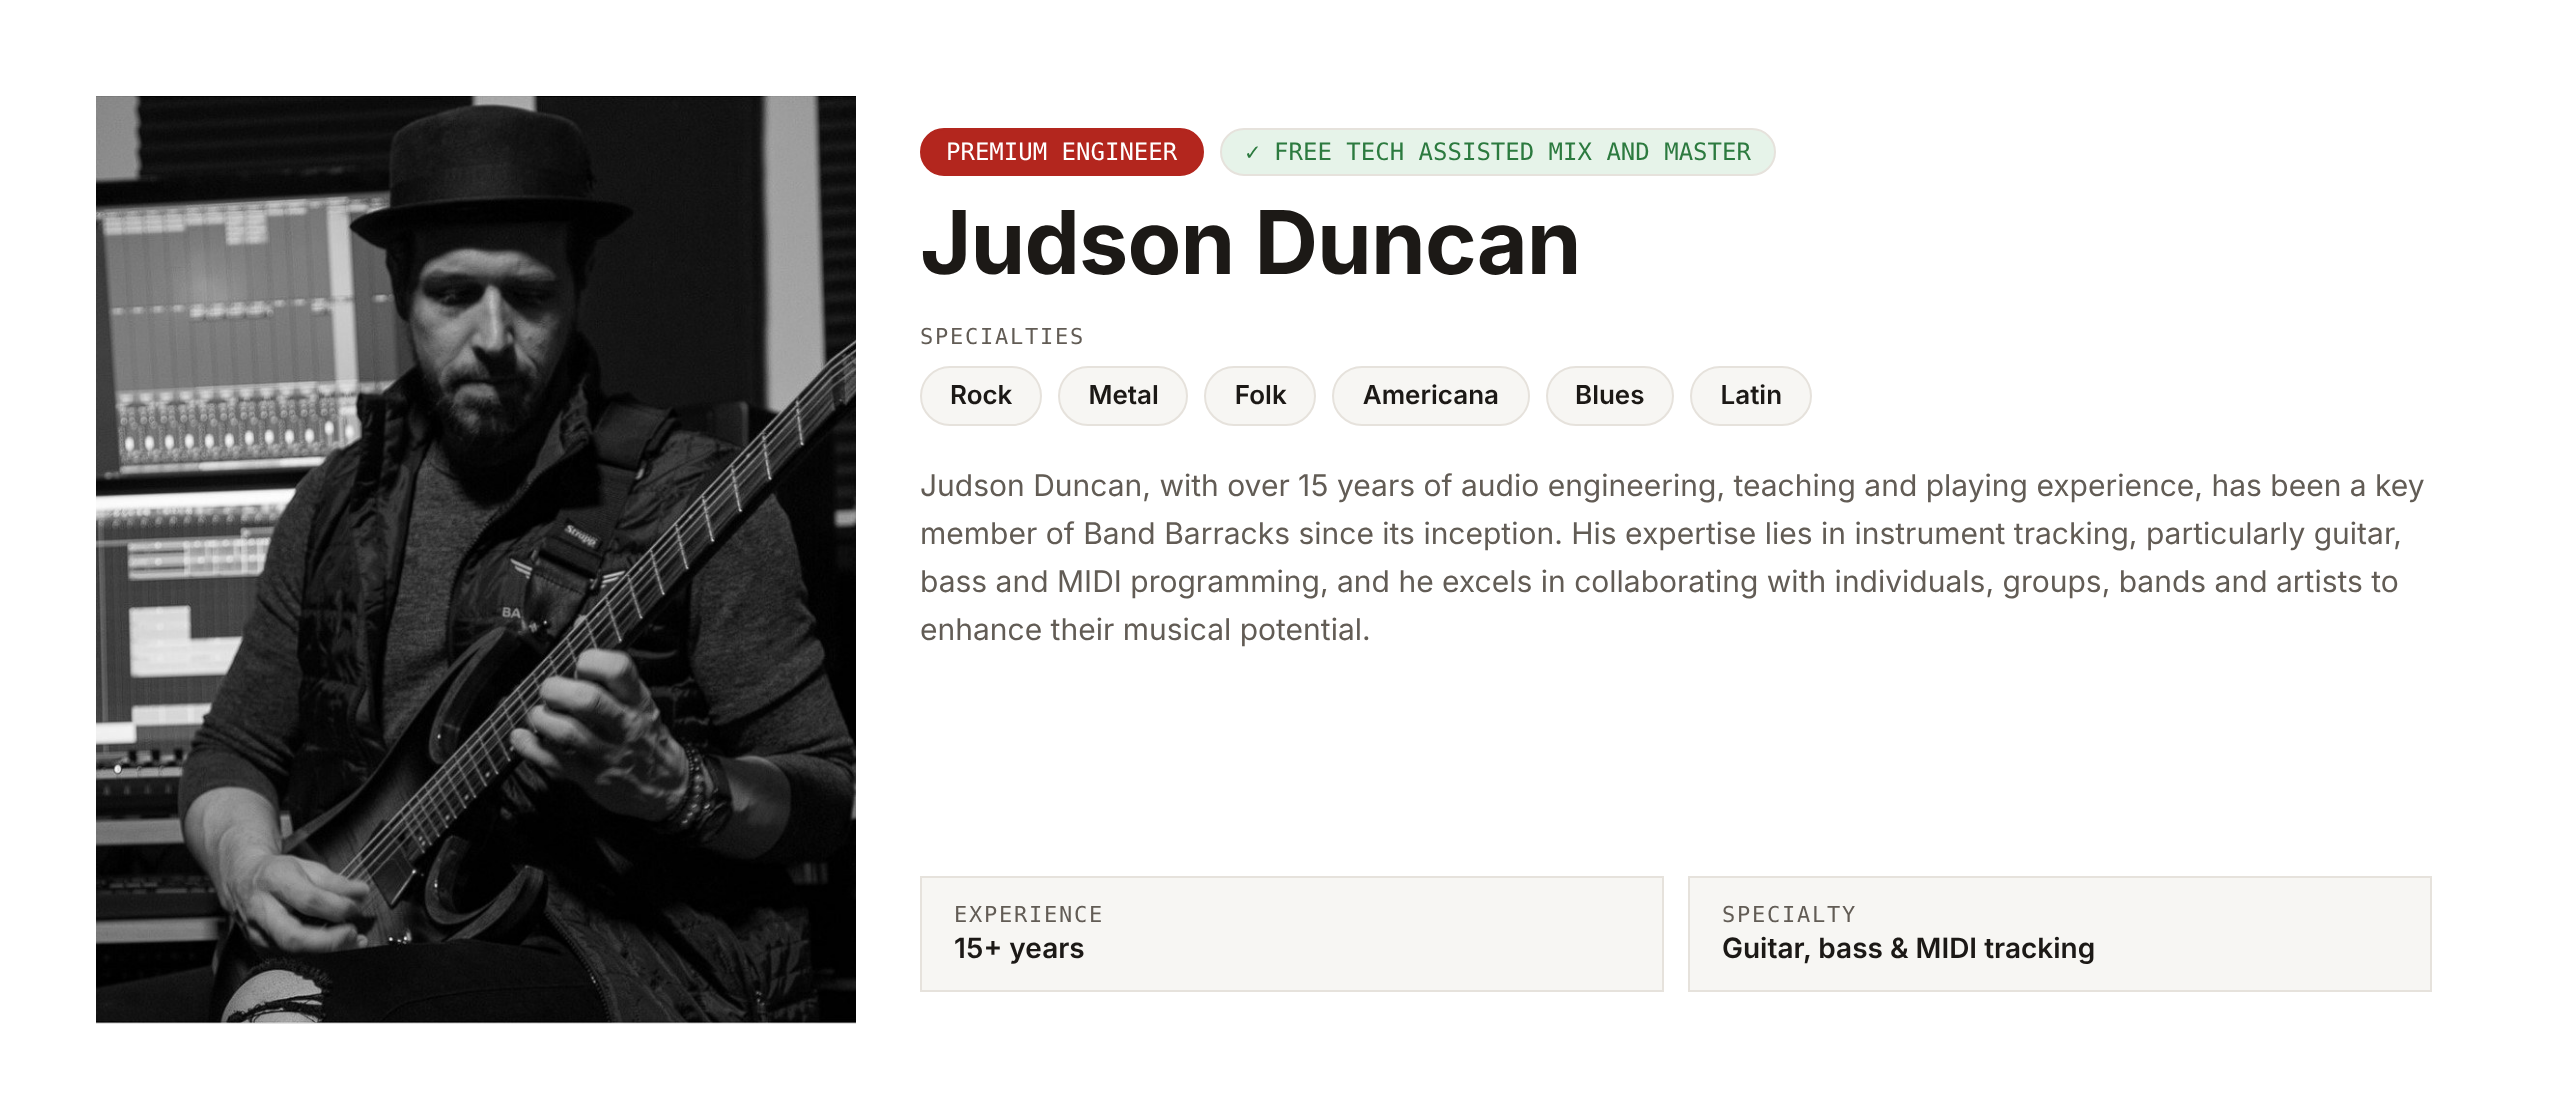 PREMIUM ENGINEER
✓ FREE TECH ASSISTED MIX AND MASTER
Judson Duncan
SPECIALTIES
Rock
Metal
Folk
Americana
Blues
Latin
Judson Duncan, with over 15 years of audio engineering, teaching and playing experience, has been a key
member of Band Barracks since its inception. His expertise lies in instrument tracking, particularly guitar,
bass and MIDI programming, and he excels in collaborating with individuals, groups, bands and artists to
enhance their musical potential.
EXPERIENCE
15+ years
SPECIALTY
Guitar, bass & MIDI tracking